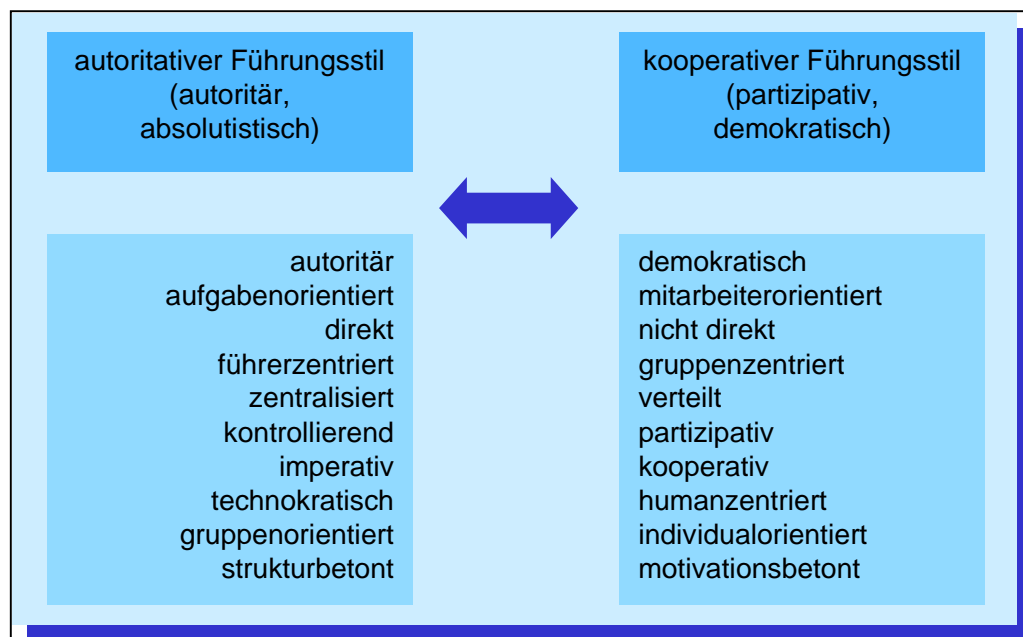 autoritativer Führungsstil
(autoritär,
absolutistisch)
kooperativer Führungsstil
(partizipativ,
demokratisch)
autoritär
aufgabenorientiert
direkt
führerzentriert
zentralisiert
kontrollierend
imperativ
technokratisch
gruppenorientiert
strukturbetont
demokratisch
mitarbeiterorientiert
nicht direkt
gruppenzentriert
verteilt
partizipativ
kooperativ
humanzentriert
individualorientiert
motivationsbetont